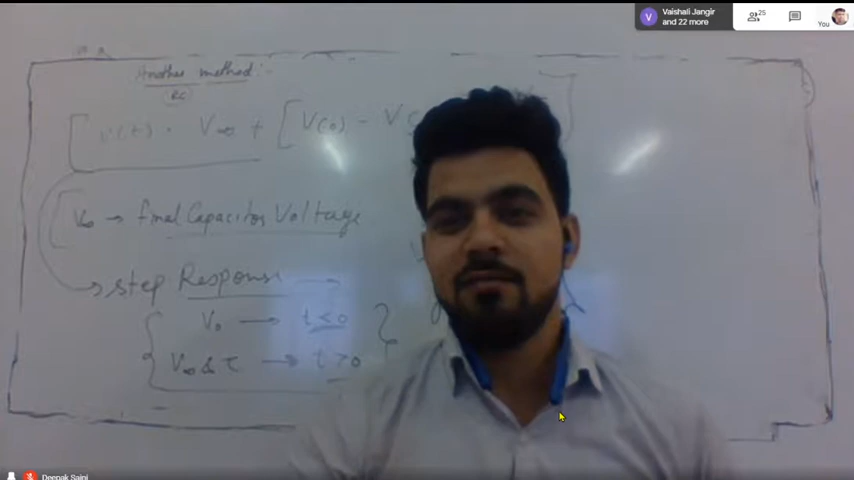 Vaishali Jangir
and 22 more
25
You
Another method :-
RC
V(t) = V∞ + [V(0) - V
V∞ → final Capacitor Voltage
→ step Response →
V₀ → t < 0
V∞ & τ → t > 0
Deepak Saini